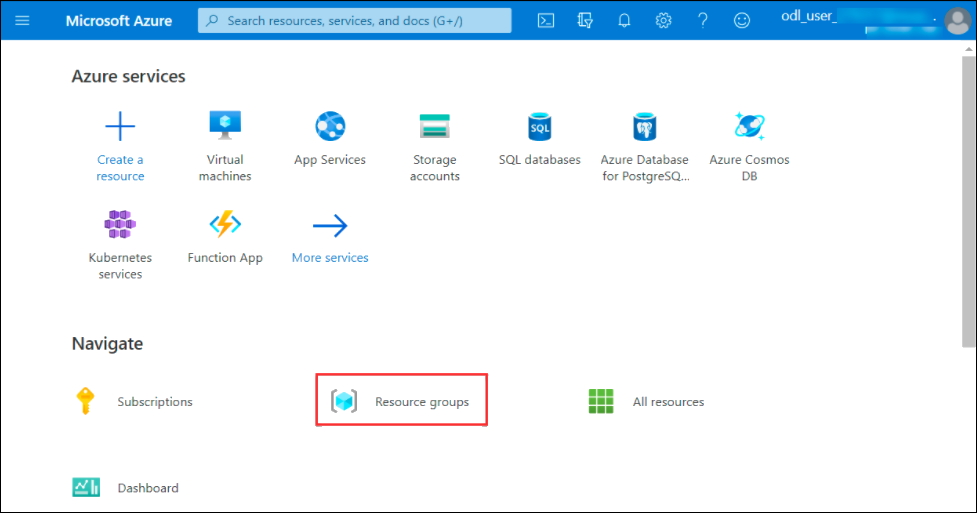 Microsoft Azure
Search resources, services, and docs (G+/)
odl_user_
Azure services
Create a
resource
Virtual
machines
App Services
Storage
accounts
SQL databases
Azure Database
for PostgreSQ...
Azure Cosmos
DB
SQL
Kubernetes
services
Function App
More services
Navigate
Subscriptions
Resource groups
All resources
Dashboard